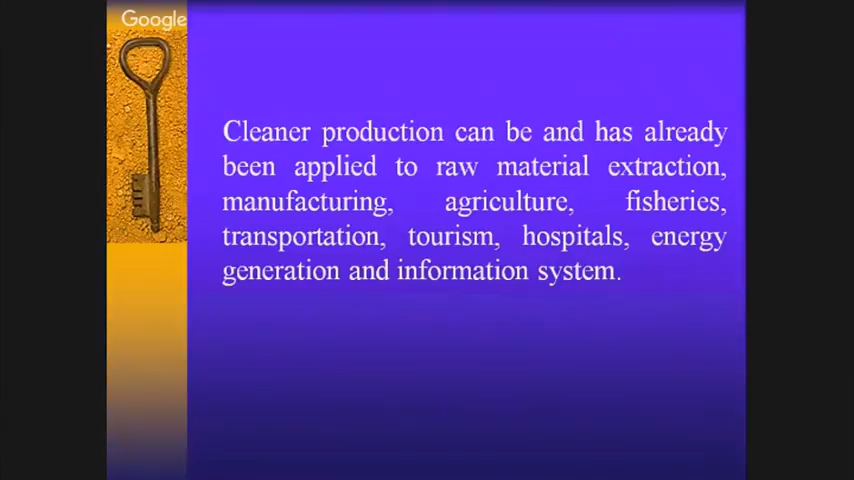 Google
Cleaner production can be and has already
been applied to raw material extraction,
manufacturing, agriculture, fisheries,
transportation, tourism, hospitals, energy
generation and information system.